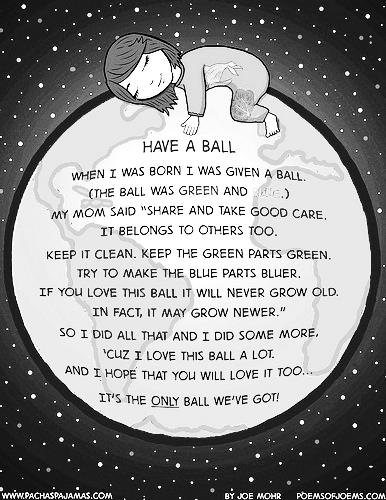 HAVE A BALL
WHEN I WAS BORN I WAS GIVEN A BALL.
(THE BALL WAS GREEN AND .)
MY MOM SAID "SHARE AND TAKE GOOD CARE.
IT BELONGS TO OTHERS TOO.
KEEP IT CLEAN. KEEP THE GREEN PARTS GREEN.
TRY TO MAKE THE BLUE PARTS BLUER.
IF YOU LOVE THIS BALL IT WILL NEVER GROW OLD.
IN FACT, IT MAY GROW NEWER."
SO I DID ALL THAT AND I DID SOME MORE,
'CUZ I LOVE THIS BALL A LOT.
AND I HOPE THAT YOU WILL LOVE IT TOO...
IT'S THE ONLY BALL WE'VE GOT!
WWW.PACHASPAJAMAS.COM BY JOE MOHR POEMSOFJOEMS.COM